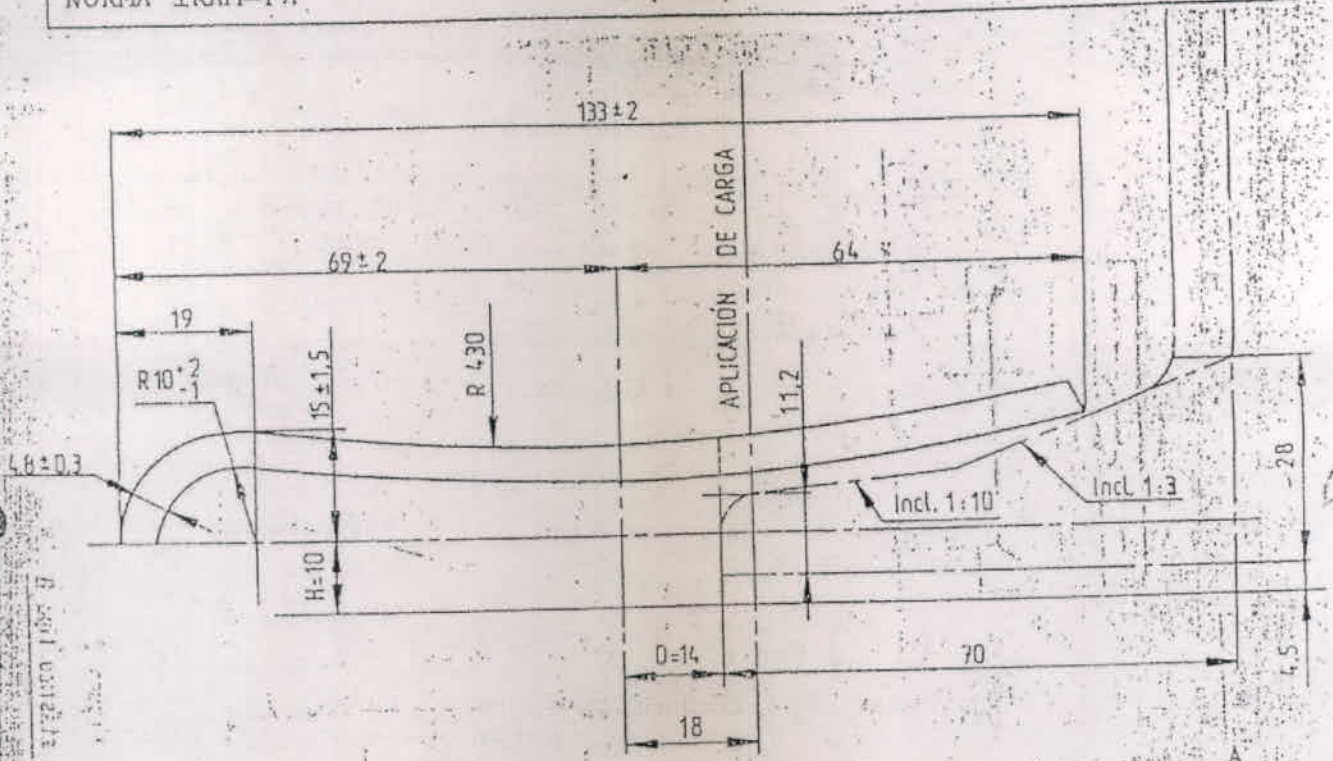 133±2
69±2
64
19
R10 +2 -1
15±1,5
R 430
APLICACIÓN DE CARGA
11,2
4,8±0,3
Incl. 1:10
Incl. 1:3
28
H=10
D=14
70
4,5
18
A